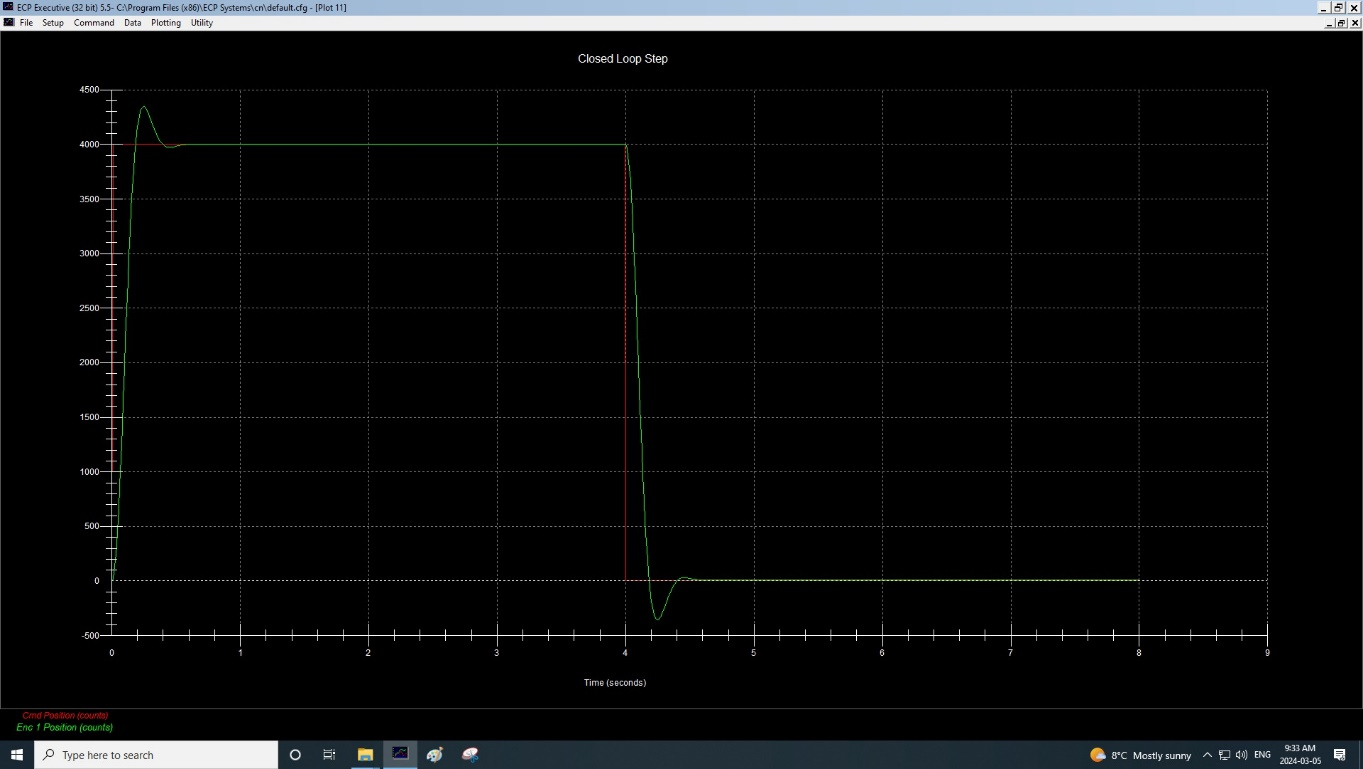 ECP Executive (32 bit) 5.5- C:\Program Files (x86)\ECP Systems\cn\default.cfg - [Plot 11]
File Setup Command Data Plotting Utility
Closed Loop Step
4500
4000
3500
3000
2500
2000
1500
1000
500
0
-500
0 1 2 3 4 5 6 7 8 9
Time (seconds)
Cmd Position (counts)
Enc 1 Position (counts)
Type here to search
8°C Mostly sunny
ENG
9:33 AM
2024-03-05